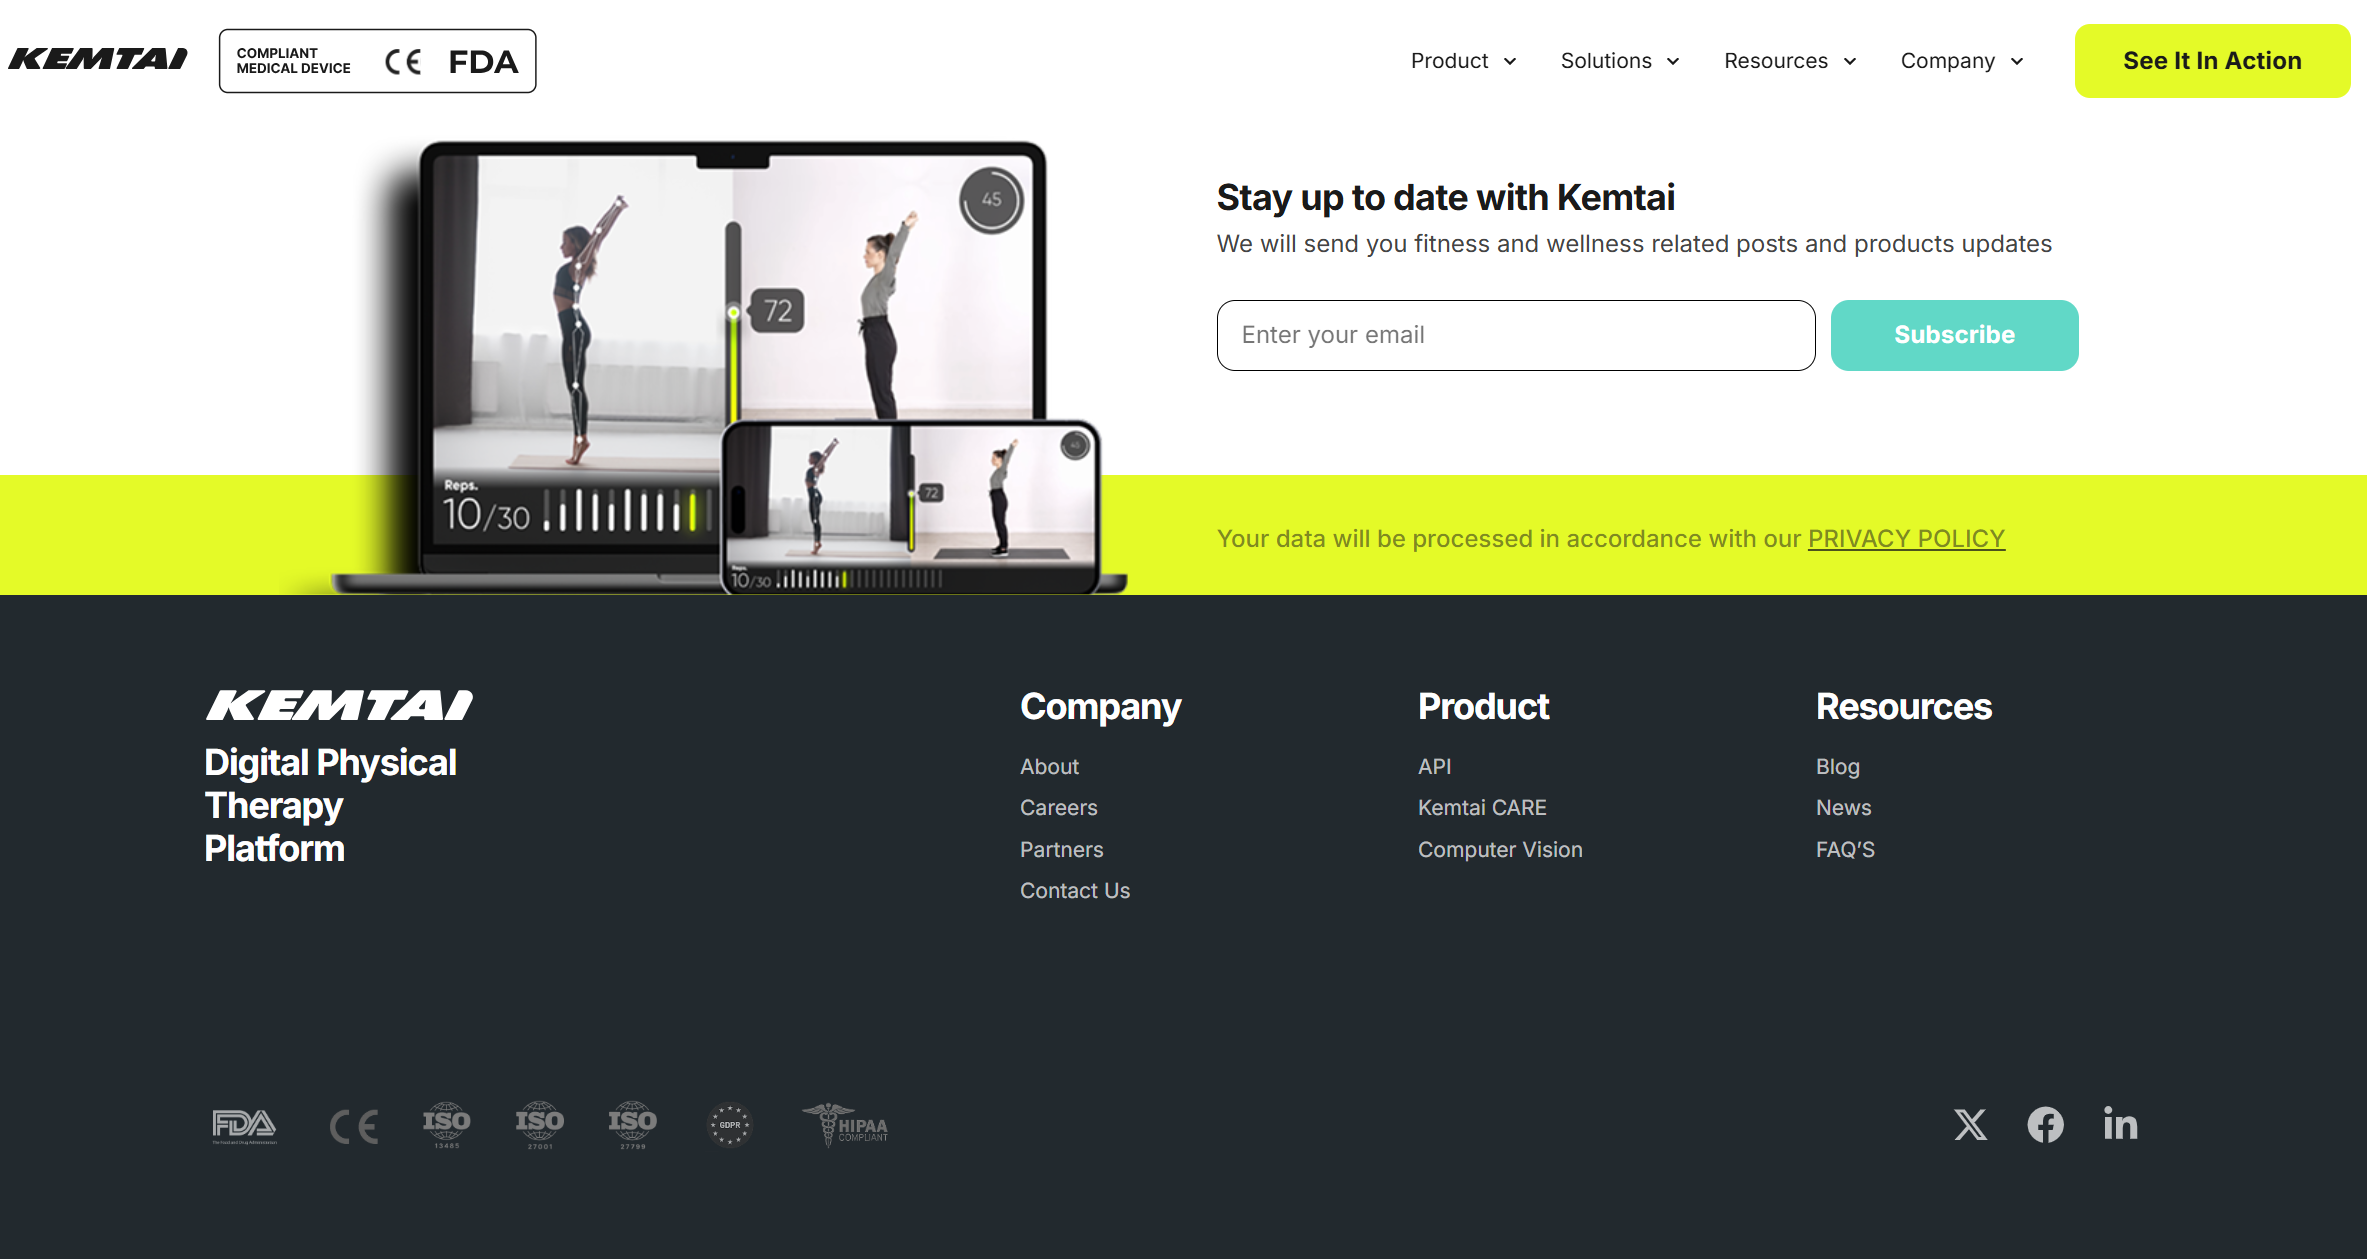 KEMTAI
COMPLIANT
MEDICAL DEVICE
CE FDA
Product
Solutions
Resources
Company
See It In Action
45
72
Reps.
10/30
45
72
Reps.
10/30
Stay up to date with Kemtai
We will send you fitness and wellness related posts and products updates
Enter your email
Subscribe
Your data will be processed in accordance with our PRIVACY POLICY
KEMTAI
Digital Physical
Therapy
Platform
Company
About
Careers
Partners
Contact Us
Product
API
Kemtai CARE
Computer Vision
Resources
Blog
News
FAQ’S
FDA
CE
ISO
13485
ISO
27001
ISO
27799
GDPR
HIPAA
COMPLIANT